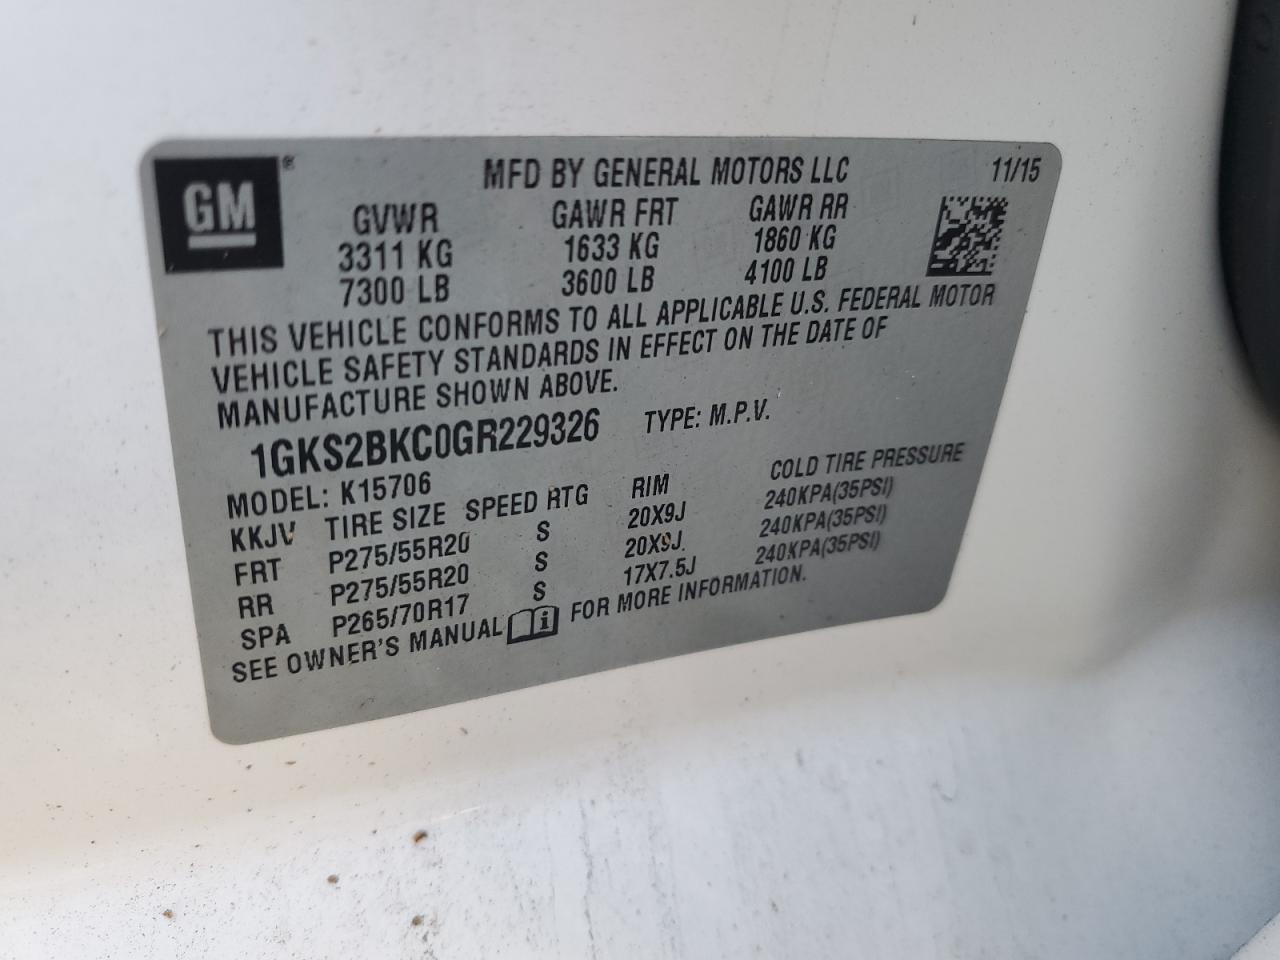 GM ®
MFD BY GENERAL MOTORS LLC 11/15
GVWR GAWR FRT GAWR RR
3311 KG 1633 KG 1860 KG
7300 LB 3600 LB 4100 LB
THIS VEHICLE CONFORMS TO ALL APPLICABLE U.S. FEDERAL MOTOR
VEHICLE SAFETY STANDARDS IN EFFECT ON THE DATE OF
MANUFACTURE SHOWN ABOVE.
1GKS2BKC0GR229326 TYPE: M.P.V.
MODEL: K15706
KKJV TIRE SIZE SPEED RTG RIM COLD TIRE PRESSURE
FRT P275/55R20 S 20X9J 240KPA(35PSI)
RR P275/55R20 S 20X9J 240KPA(35PSI)
SPA P265/70R17 S 17X7.5J 240KPA(35PSI)
SEE OWNER'S MANUAL i FOR MORE INFORMATION.